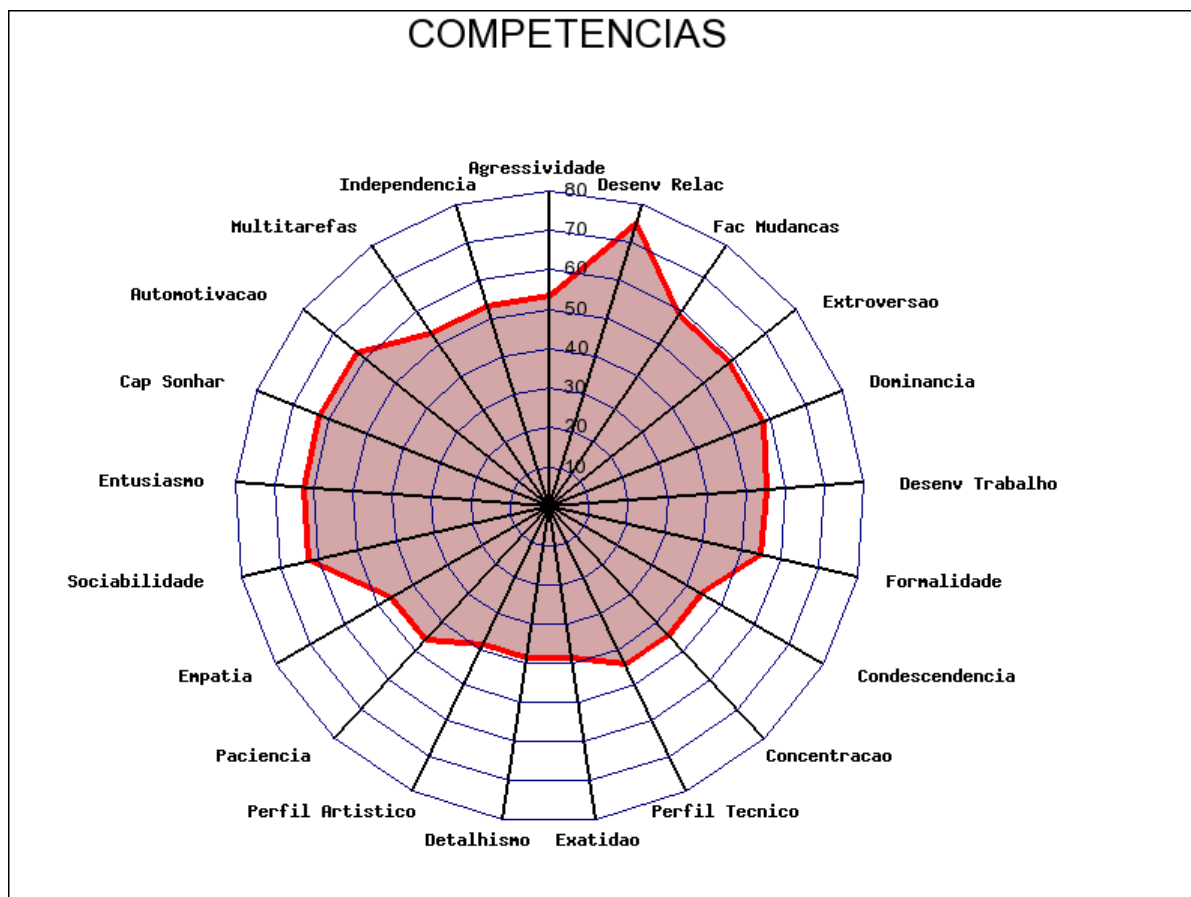 COMPETENCIAS
Agressividade
Independencia
Desenv Relac
Multitarefas
Fac Mudancas
Automotivacao
Extroversao
Cap Sonhar
Dominancia
Entusiasmo
Desenv Trabalho
Sociabilidade
Formalidade
Empatia
Condescendencia
Paciencia
Concentracao
Perfil Artistico
Perfil Tecnico
Detalhismo
Exatidao
80
70
60
50
40
30
20
10